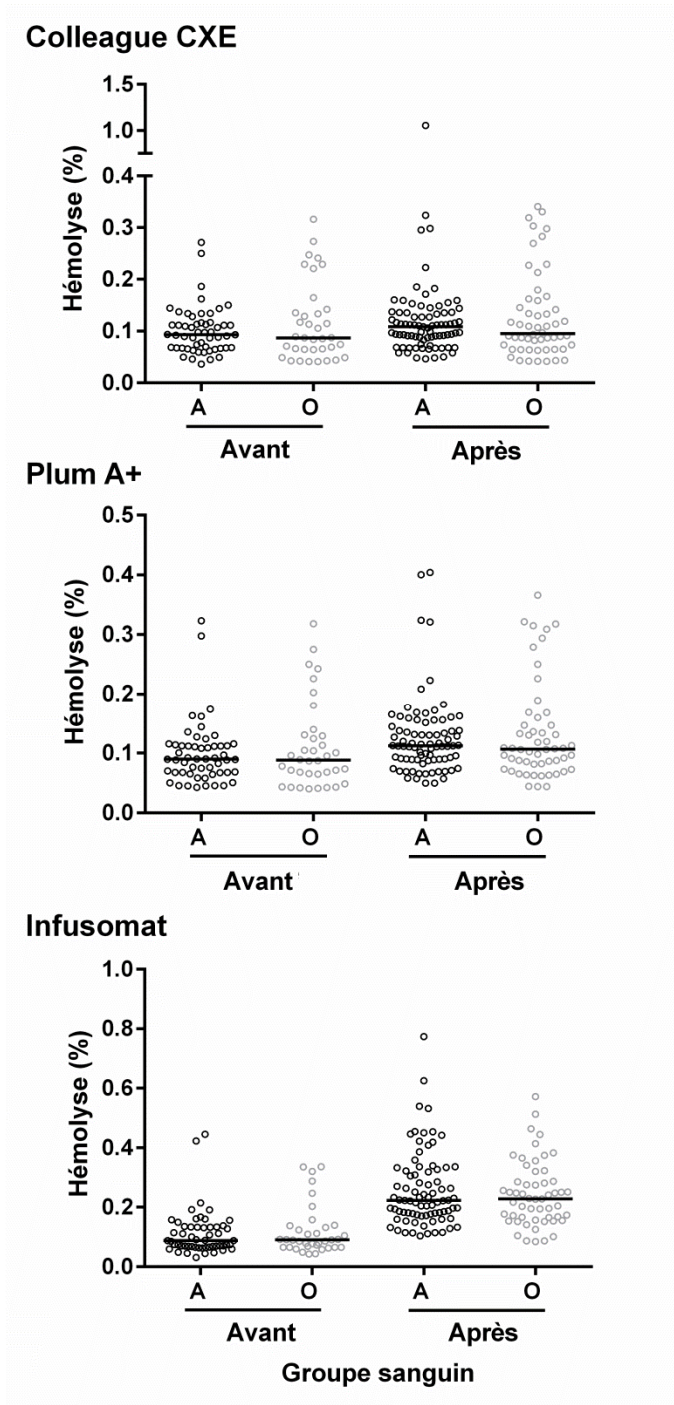 Colleague CXE
Hémolyse (%)
1.5
1.0
0.4
0.3
0.2
0.1
0.0
A O A O
Avant Après
Plum A+
Hémolyse (%)
0.5
0.4
0.3
0.2
0.1
0.0
A O A O
Avant Après
Infusomat
Hémolyse (%)
1.0
0.8
0.6
0.4
0.2
0.0
A O A O
Avant Après
Groupe sanguin